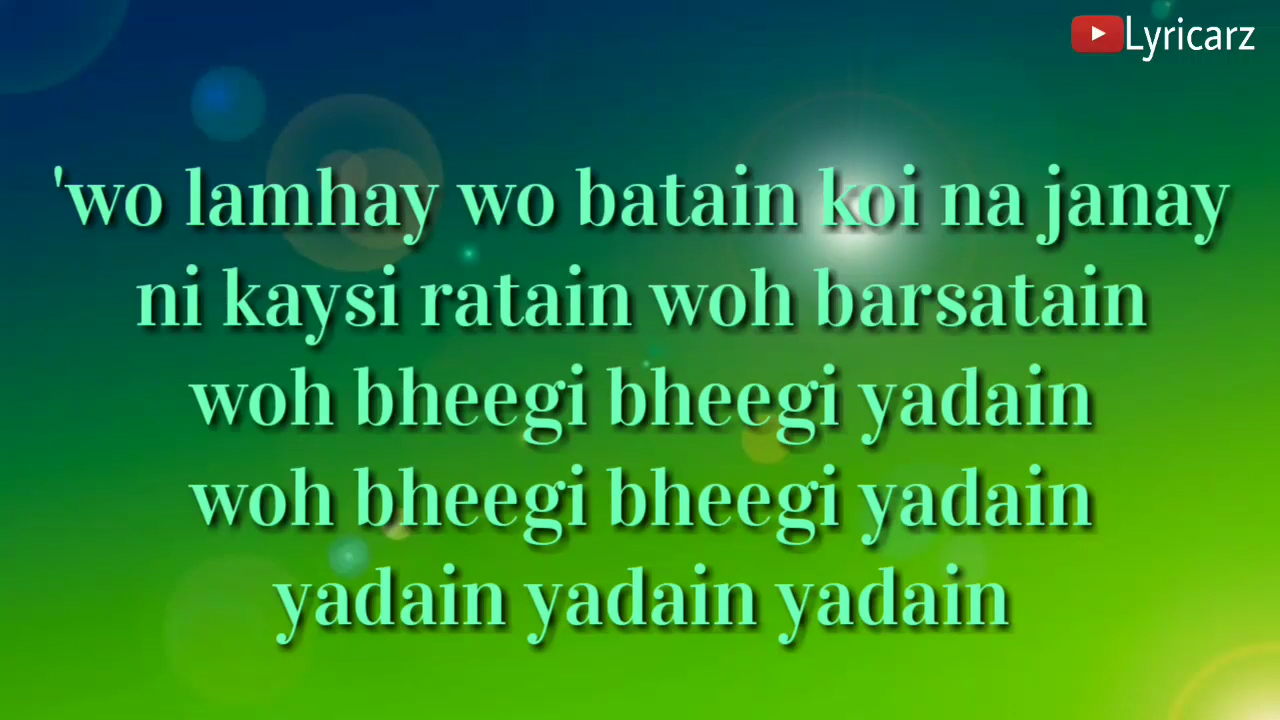 Lyricarz
'wo lamhay wo batain koi na janay
ni kaysi ratain woh barsatain
woh bheegi bheegi yadain
woh bheegi bheegi yadain
yadain yadain yadain